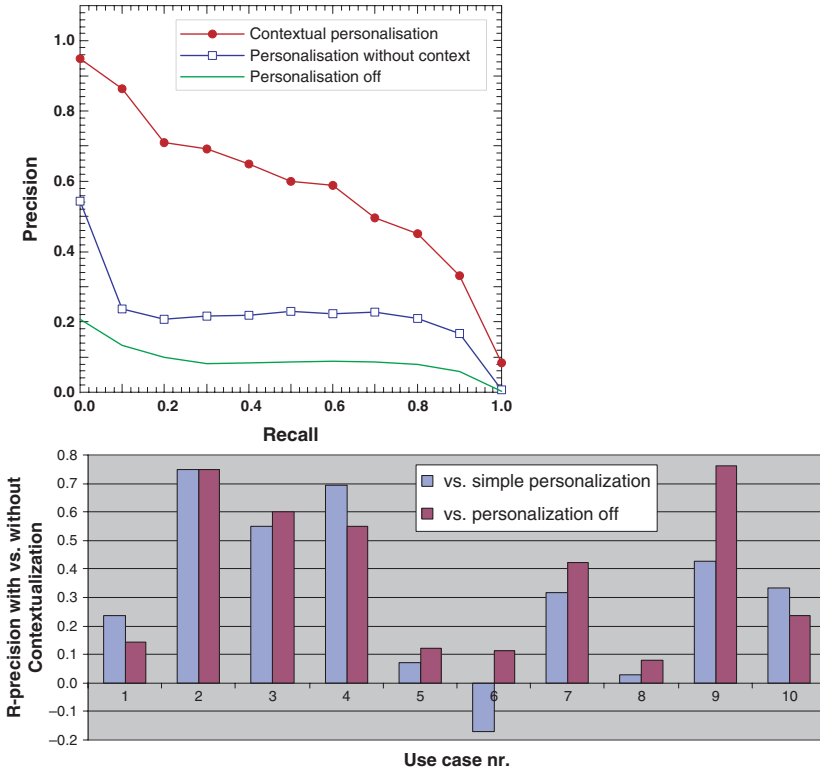 1.0
0.8
0.6
0.4
0.2
0.0
Precision
Contextual personalisation
Personalisation without context
Personalisation off
0.0 0.2 0.4 0.6 0.8 1.0
Recall
0.8
0.7
0.6
0.5
0.4
0.3
0.2
0.1
0.0
–0.1
–0.2
R-precision with vs. without
Contextualization
vs. simple personalization
vs. personalization off
1 2 3 4 5 6 7 8 9 10
Use case nr.